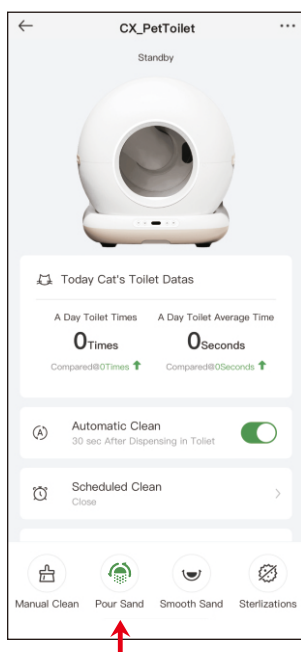 CX_PetToilet
Standby
Today Cat's Toilet Datas
A Day Toilet Times
A Day Toilet Average Time
0Times
0Seconds
Compared@0Times
Compared@0Seconds
Automatic Clean
30 sec After Dispensing in Toliet
Scheduled Clean
Close
Manual Clean
Pour Sand
Smooth Sand
Sterlizations